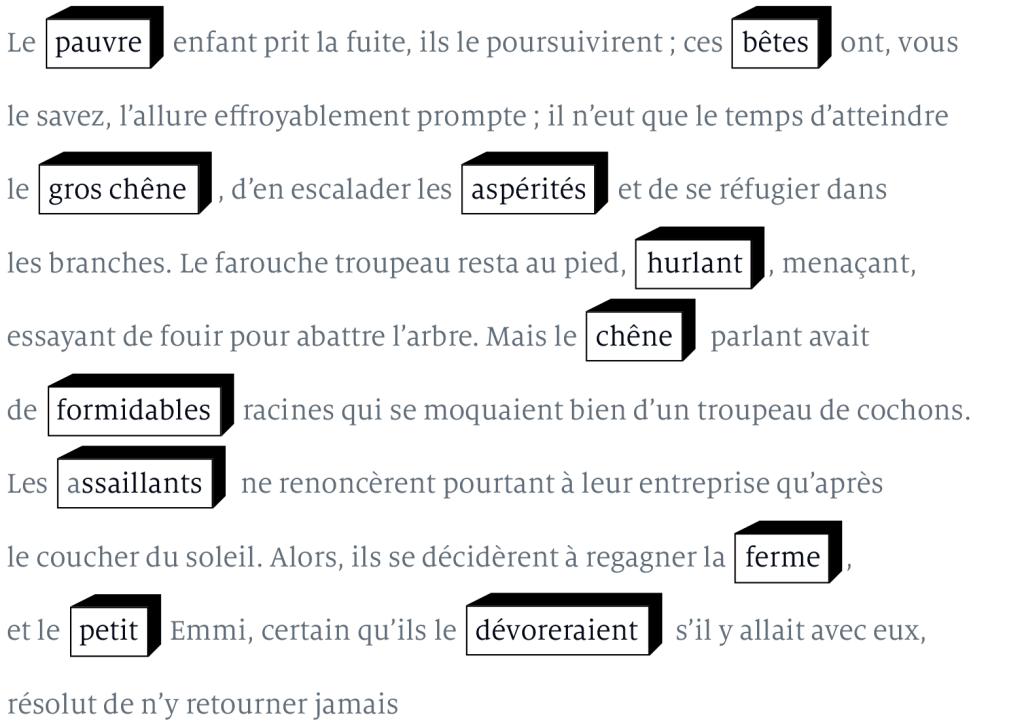 Le pauvre enfant prit la fuite, ils le poursuivirent ; ces bêtes ont, vous
le savez, l’allure effroyablement prompte ; il n’eut que le temps d’atteindre
le gros chêne , d’en escalader les aspérités et de se réfugier dans
les branches. Le farouche troupeau resta au pied, hurlant , menaçant,
essayant de fouir pour abattre l’arbre. Mais le chêne parlant avait
de formidables racines qui se moquaient bien d’un troupeau de cochons.
Les assaillants ne renoncèrent pourtant à leur entreprise qu’après
le coucher du soleil. Alors, ils se décidèrent à regagner la ferme ,
et le petit Emmi, certain qu’ils le dévoreraient s’il y allait avec eux,
résolut de n’y retourner jamais